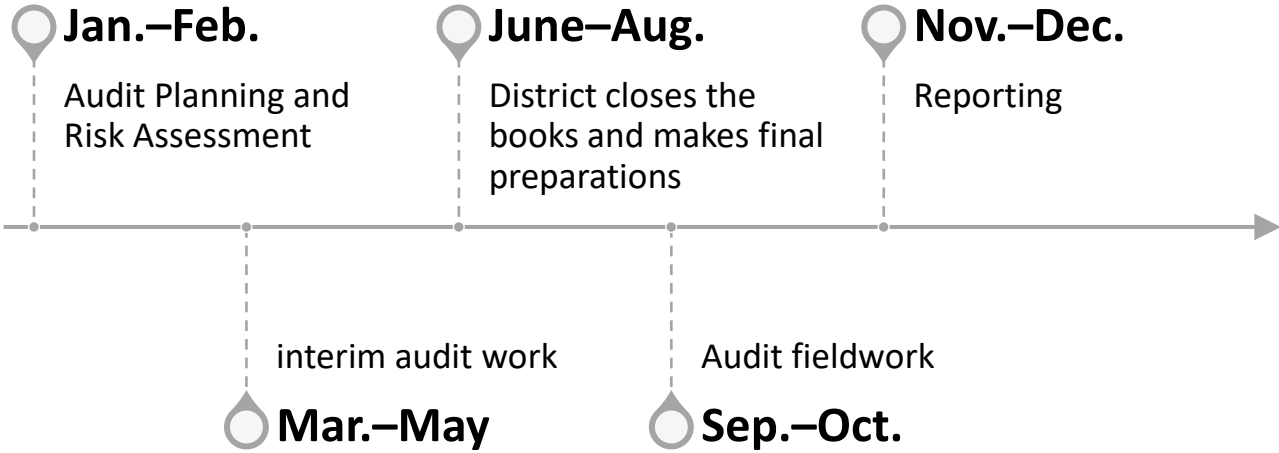 Jan.–Feb.
Audit Planning and
Risk Assessment
interim audit work
Mar.–May
June–Aug.
District closes the
books and makes final
preparations
Audit fieldwork
Sep.–Oct.
Nov.–Dec.
Reporting